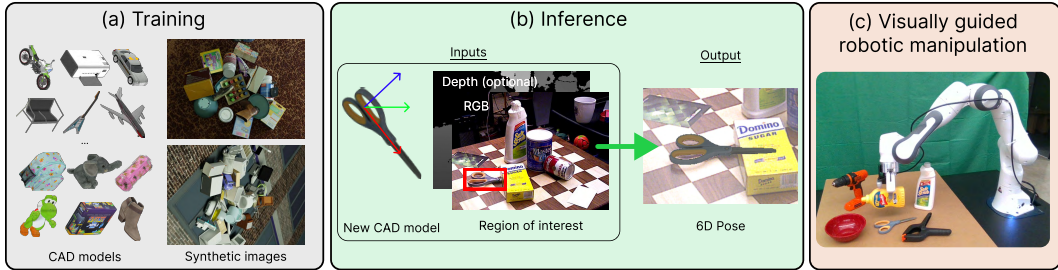 (a) Training
...
CAD models
Synthetic images
(b) Inference
Inputs
Depth (optional)
RGB
New CAD model
Region of interest
Output
Domino
SUGAR
6D Pose
(c) Visually guided
robotic manipulation